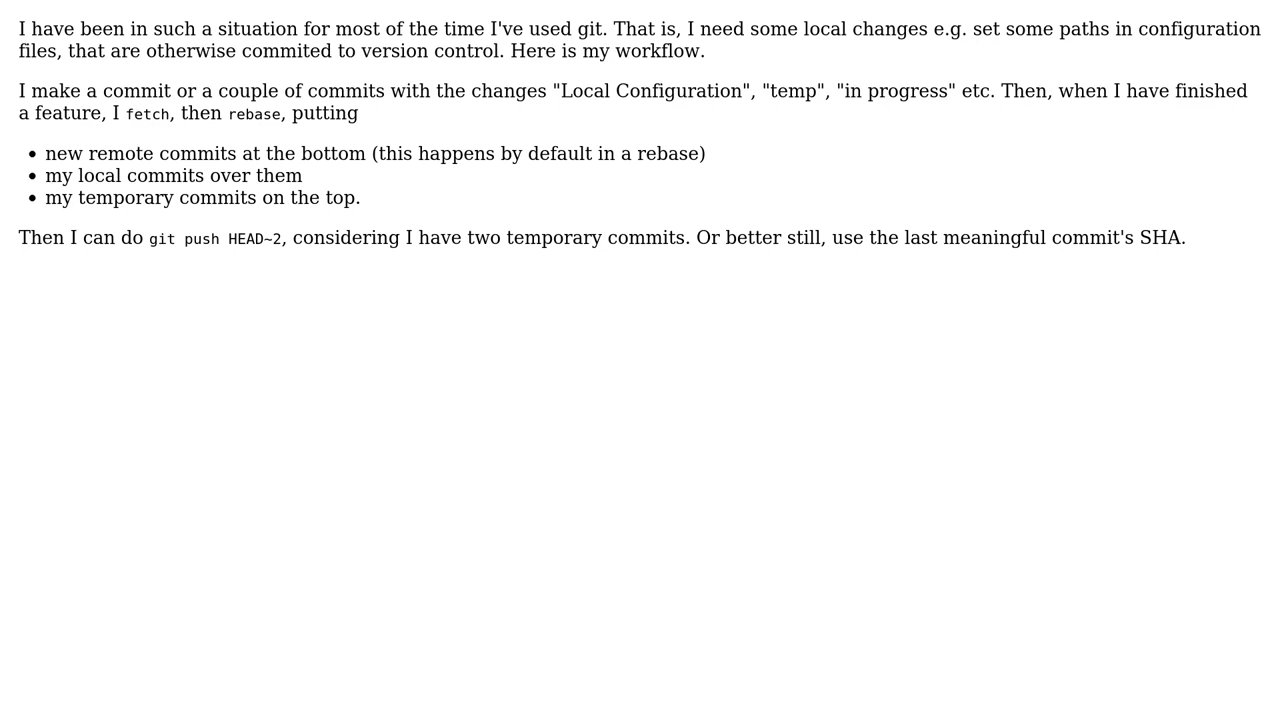 I have been in such a situation for most of the time I've used git. That is, I need some local changes e.g. set some paths in configuration
files, that are otherwise commited to version control. Here is my workflow.
I make a commit or a couple of commits with the changes "Local Configuration", "temp", "in progress" etc. Then, when I have finished
a feature, I fetch, then rebase, putting
• new remote commits at the bottom (this happens by default in a rebase)
• my local commits over them
• my temporary commits on the top.
Then I can do git push HEAD~2, considering I have two temporary commits. Or better still, use the last meaningful commit's SHA.